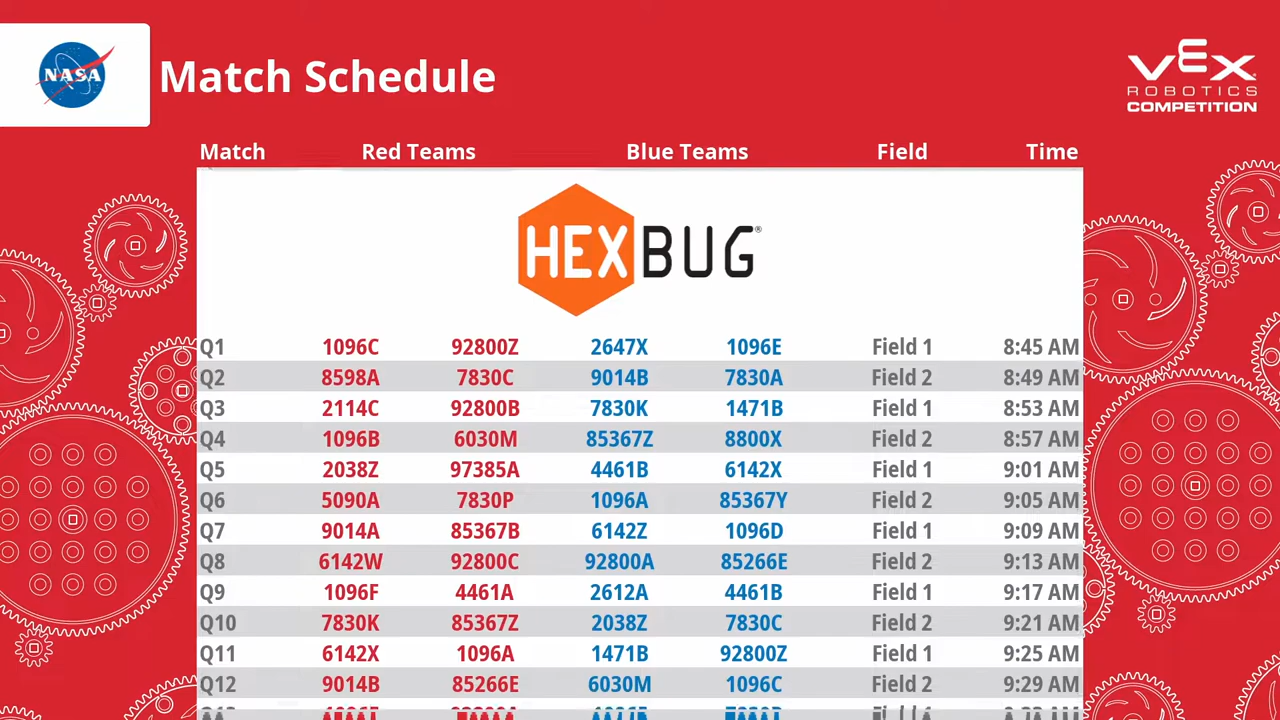 NASA
Match Schedule
VEX
ROBOTICS
COMPETITION
Match Red Teams Blue Teams Field Time
HEXBUG®
Q1 1096C 92800Z 2647X 1096E Field 1 8:45 AM
Q2 8598A 7830C 9014B 7830A Field 2 8:49 AM
Q3 2114C 92800B 7830K 1471B Field 1 8:53 AM
Q4 1096B 6030M 85367Z 8800X Field 2 8:57 AM
Q5 2038Z 97385A 4461B 6142X Field 1 9:01 AM
Q6 5090A 7830P 1096A 85367Y Field 2 9:05 AM
Q7 9014A 85367B 6142Z 1096D Field 1 9:09 AM
Q8 6142W 92800C 92800A 85266E Field 2 9:13 AM
Q9 1096F 4461A 2612A 4461B Field 1 9:17 AM
Q10 7830K 85367Z 2038Z 7830C Field 2 9:21 AM
Q11 6142X 1096A 1471B 92800Z Field 1 9:25 AM
Q12 9014B 85266E 6030M 1096C Field 2 9:29 AM